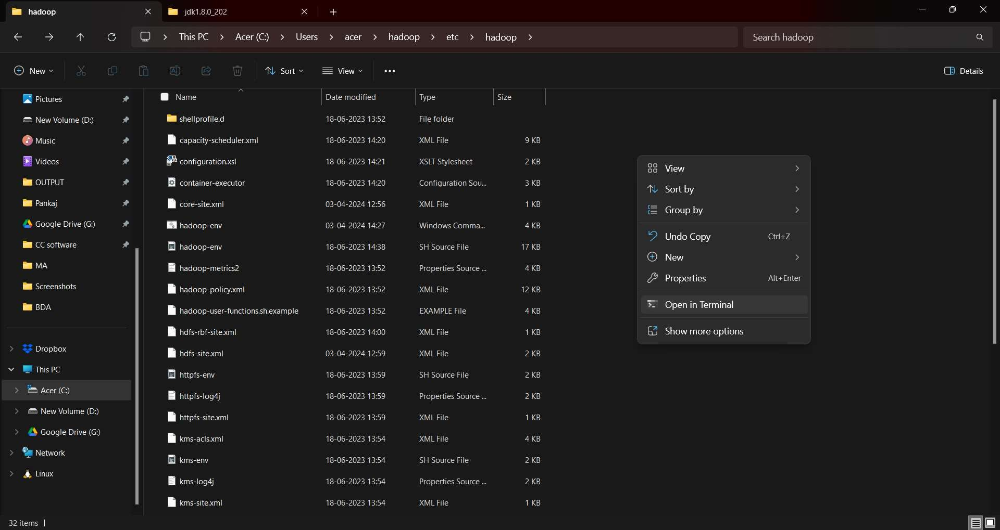 hadoop
jdk1.8.0_202
This PC > Acer (C:) > Users > acer > hadoop > etc > hadoop >
Search hadoop
New
Sort
View
Details
Pictures
New Volume (D:)
Music
Videos
OUTPUT
Pankaj
Google Drive (G:)
CC software
MA
Screenshots
BDA
Dropbox
This PC
Acer (C:)
New Volume (D:)
Google Drive (G:)
Network
Linux
Name Date modified Type Size
shellprofile.d 18-06-2023 13:52 File folder
capacity-scheduler.xml 18-06-2023 14:20 XML File 9 KB
configuration.xsl 18-06-2023 14:21 XSLT Stylesheet 2 KB
container-executor 18-06-2023 14:20 Configuration Sou... 3 KB
core-site.xml 03-04-2024 12:56 XML File 1 KB
hadoop-env 03-04-2024 14:27 Windows Comma... 4 KB
hadoop-env 18-06-2023 14:38 SH Source File 17 KB
hadoop-metrics2 18-06-2023 13:52 Properties Source ... 4 KB
hadoop-policy.xml 18-06-2023 13:52 XML File 12 KB
hadoop-user-functions.sh.example 18-06-2023 13:52 EXAMPLE File 4 KB
hdfs-rbf-site.xml 18-06-2023 14:00 XML File 1 KB
hdfs-site.xml 03-04-2024 12:59 XML File 2 KB
httpfs-env 18-06-2023 13:59 SH Source File 2 KB
httpfs-log4j 18-06-2023 13:59 Properties Source ... 2 KB
httpfs-site.xml 18-06-2023 13:59 XML File 1 KB
kms-acls.xml 18-06-2023 13:54 XML File 4 KB
kms-env 18-06-2023 13:54 SH Source File 2 KB
kms-log4j 18-06-2023 13:54 Properties Source ... 2 KB
kms-site.xml 18-06-2023 13:54 XML File 1 KB
View
Sort by
Group by
Undo Copy Ctrl+Z
New
Properties Alt+Enter
Open in Terminal
Show more options
32 items